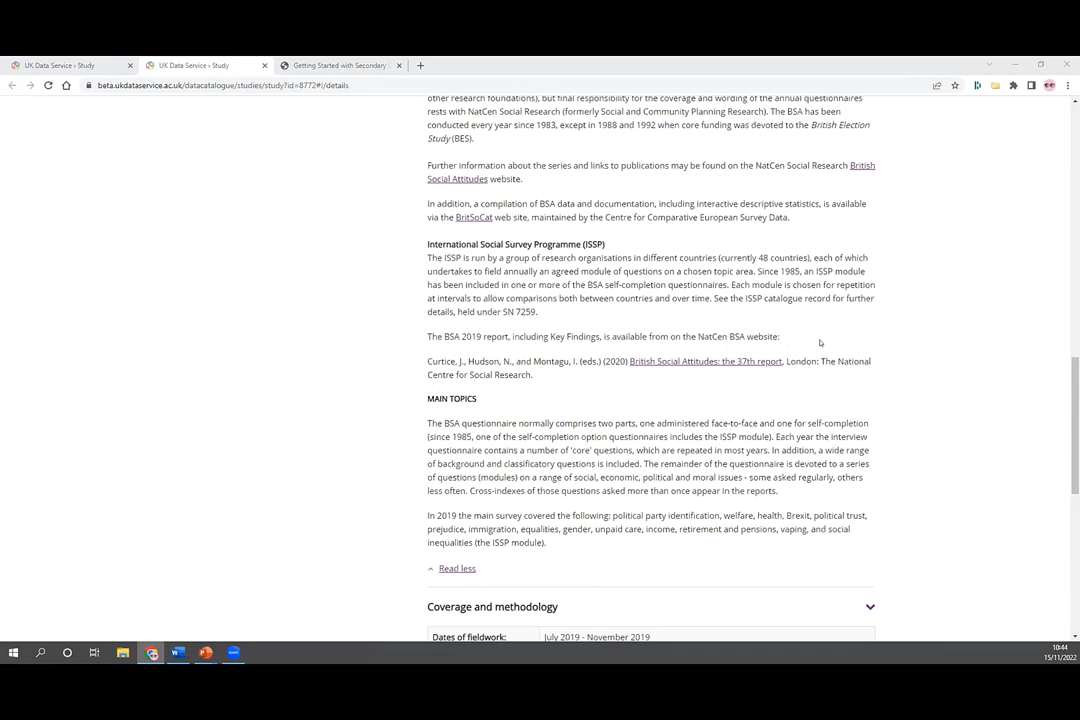 UK Data Service › Study
UK Data Service › Study
Getting Started with Secondary
beta.ukdataservice.ac.uk/datacatalogue/studies/study?id=8772#!/details
other research foundations), but final responsibility for the coverage and wording of the annual questionnaires
rests with NatCen Social Research (formerly Social and Community Planning Research). The BSA has been
conducted every year since 1983, except in 1988 and 1992 when core funding was devoted to the British Election
Study (BES).
Further information about the series and links to publications may be found on the NatCen Social Research British
Social Attitudes website.
In addition, a compilation of BSA data and documentation, including interactive descriptive statistics, is available
via the BritSoCat web site, maintained by the Centre for Comparative European Survey Data.
International Social Survey Programme (ISSP)
The ISSP is run by a group of research organisations in different countries (currently 48 countries), each of which
undertakes to field annually an agreed module of questions on a chosen topic area. Since 1985, an ISSP module
has been included in one or more of the BSA self-completion questionnaires. Each module is chosen for repetition
at intervals to allow comparisons both between countries and over time. See the ISSP catalogue record for further
details, held under SN 7259.
The BSA 2019 report, including Key Findings, is available from on the NatCen BSA website:
Curtice, J., Hudson, N., and Montagu, I. (eds.) (2020) British Social Attitudes: the 37th report, London: The National
Centre for Social Research.
MAIN TOPICS
The BSA questionnaire normally comprises two parts, one administered face-to-face and one for self-completion
(since 1985, one of the self-completion option questionnaires includes the ISSP module). Each year the interview
questionnaire contains a number of 'core' questions, which are repeated in most years. In addition, a wide range
of background and classificatory questions is included. The remainder of the questionnaire is devoted to a series
of questions (modules) on a range of social, economic, political and moral issues - some asked regularly, others
less often. Cross-indexes of those questions asked more than once appear in the reports.
In 2019 the main survey covered the following: political party identification, welfare, health, Brexit, political trust,
prejudice, immigration, equalities, gender, unpaid care, income, retirement and pensions, vaping, and social
inequalities (the ISSP module).
Read less
Coverage and methodology
Dates of fieldwork: July 2019 - November 2019
10:44
15/11/2022